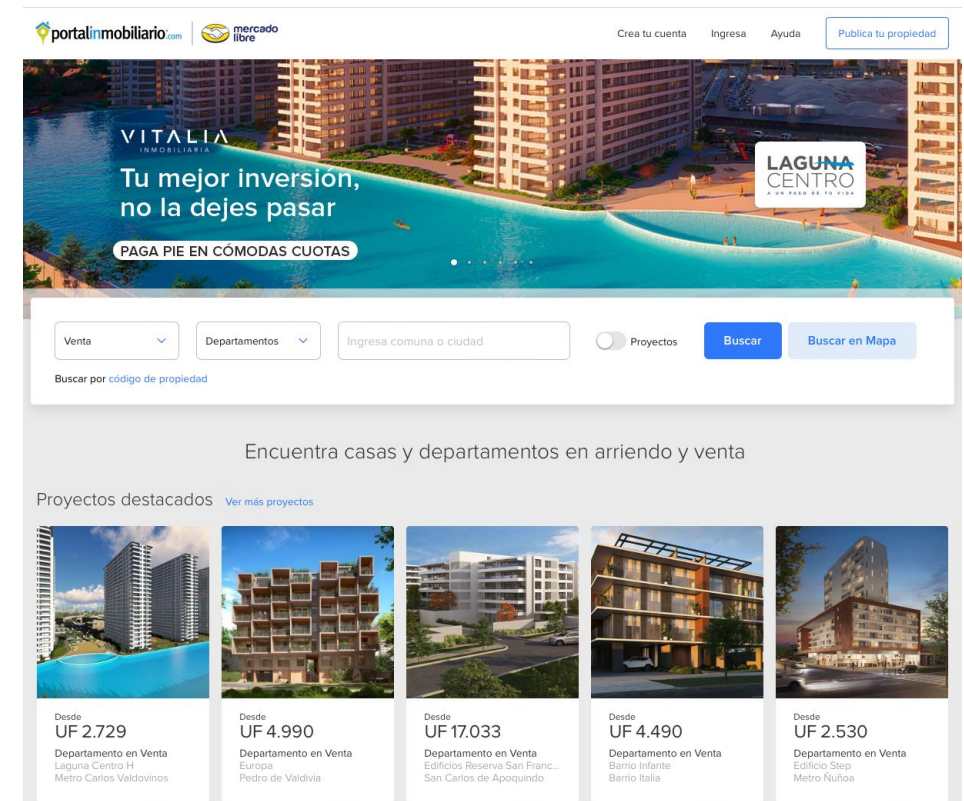 portalinmobiliario.com
mercado
libre
Crea tu cuenta
Ingresa
Ayuda
Publica tu propiedad
VITALIA
INMOBILIARIA
Tu mejor inversión,
no la dejes pasar
PAGA PIE EN CÓMODAS CUOTAS
LAGUNA
CENTRO
A UN PASO DE TU VIDA
Venta
Departamentos
Ingresa comuna o ciudad
Proyectos
Buscar
Buscar en Mapa
Buscar por código de propiedad
Encuentra casas y departamentos en arriendo y venta
Proyectos destacados
Ver más proyectos
Desde
UF 2.729
Departamento en Venta
Laguna Centro H
Metro Carlos Valdovinos
Desde
UF 4.990
Departamento en Venta
Europa
Pedro de Valdivia
Desde
UF 17.033
Departamento en Venta
Edificios Reserva San Franc...
San Carlos de Apoquindo
Desde
UF 4.490
Departamento en Venta
Barrio Infante
Barrio Italia
Desde
UF 2.530
Departamento en Venta
Edificio Step
Metro Ñuñoa